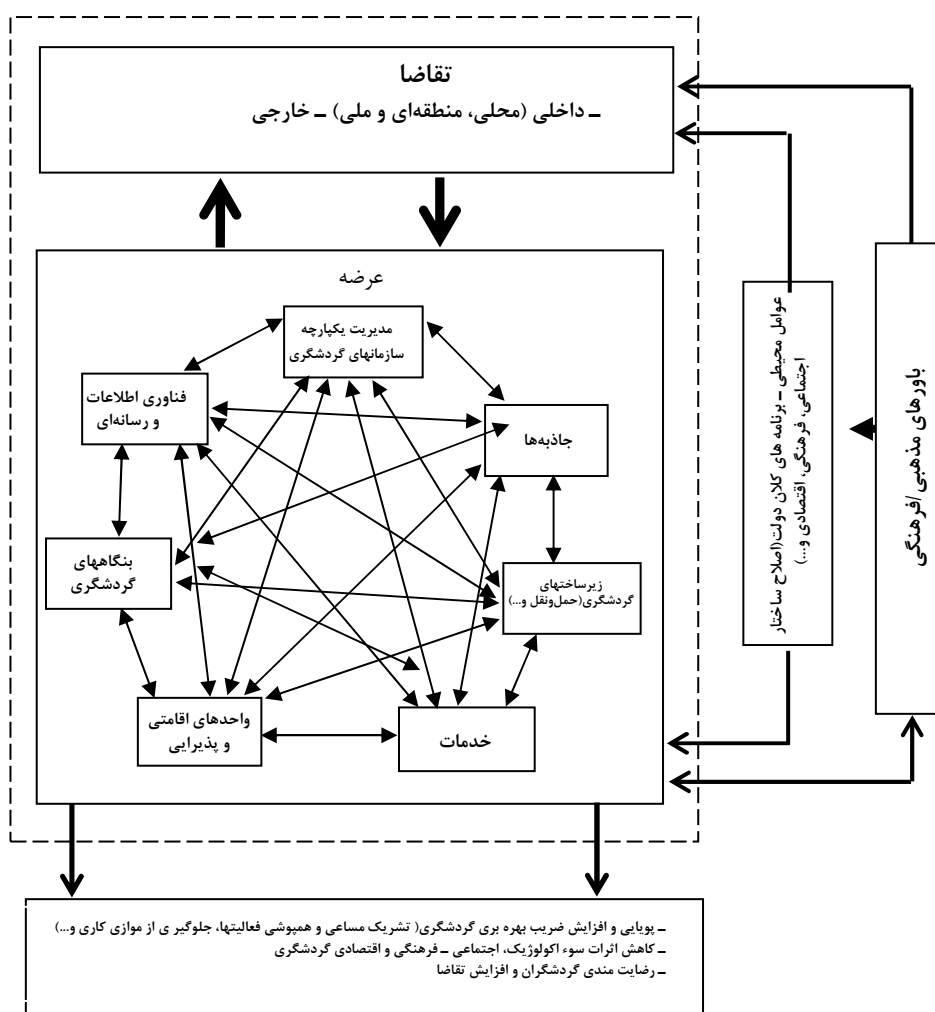 تقاضا
ـ داخلی (محلی، منطقه‌ای و ملی) ـ خارجی
عرضه
مدیریت یکپارچه
سازمانهای گردشگری
فناوری اطلاعات
و رسانه‌ای
جاذبه‌ها
بنگاههای
گردشگری
زیرساختهای
گردشگری(حمل‌ونقل و...)
واحدهای اقامتی
و پذیرایی
خدمات
عوامل محیطی ـ برنامه های کلان دولت(اصلاح ساختار
اجتماعی، فرهنگی، اقتصادی و...)
باورهای مذهبی/فرهنگی
ـ پویایی و افزایش ضریب بهره بری گردشگری( تشریک مساعی و همپوشی فعالیتها، جلوگیر ی از موازی کاری و...)
ـ کاهش اثرات سوء اکولوژیک، اجتماعی ـ فرهنگی و اقتصادی گردشگری
ـ رضایت مندی گردشگران و افزایش تقاضا